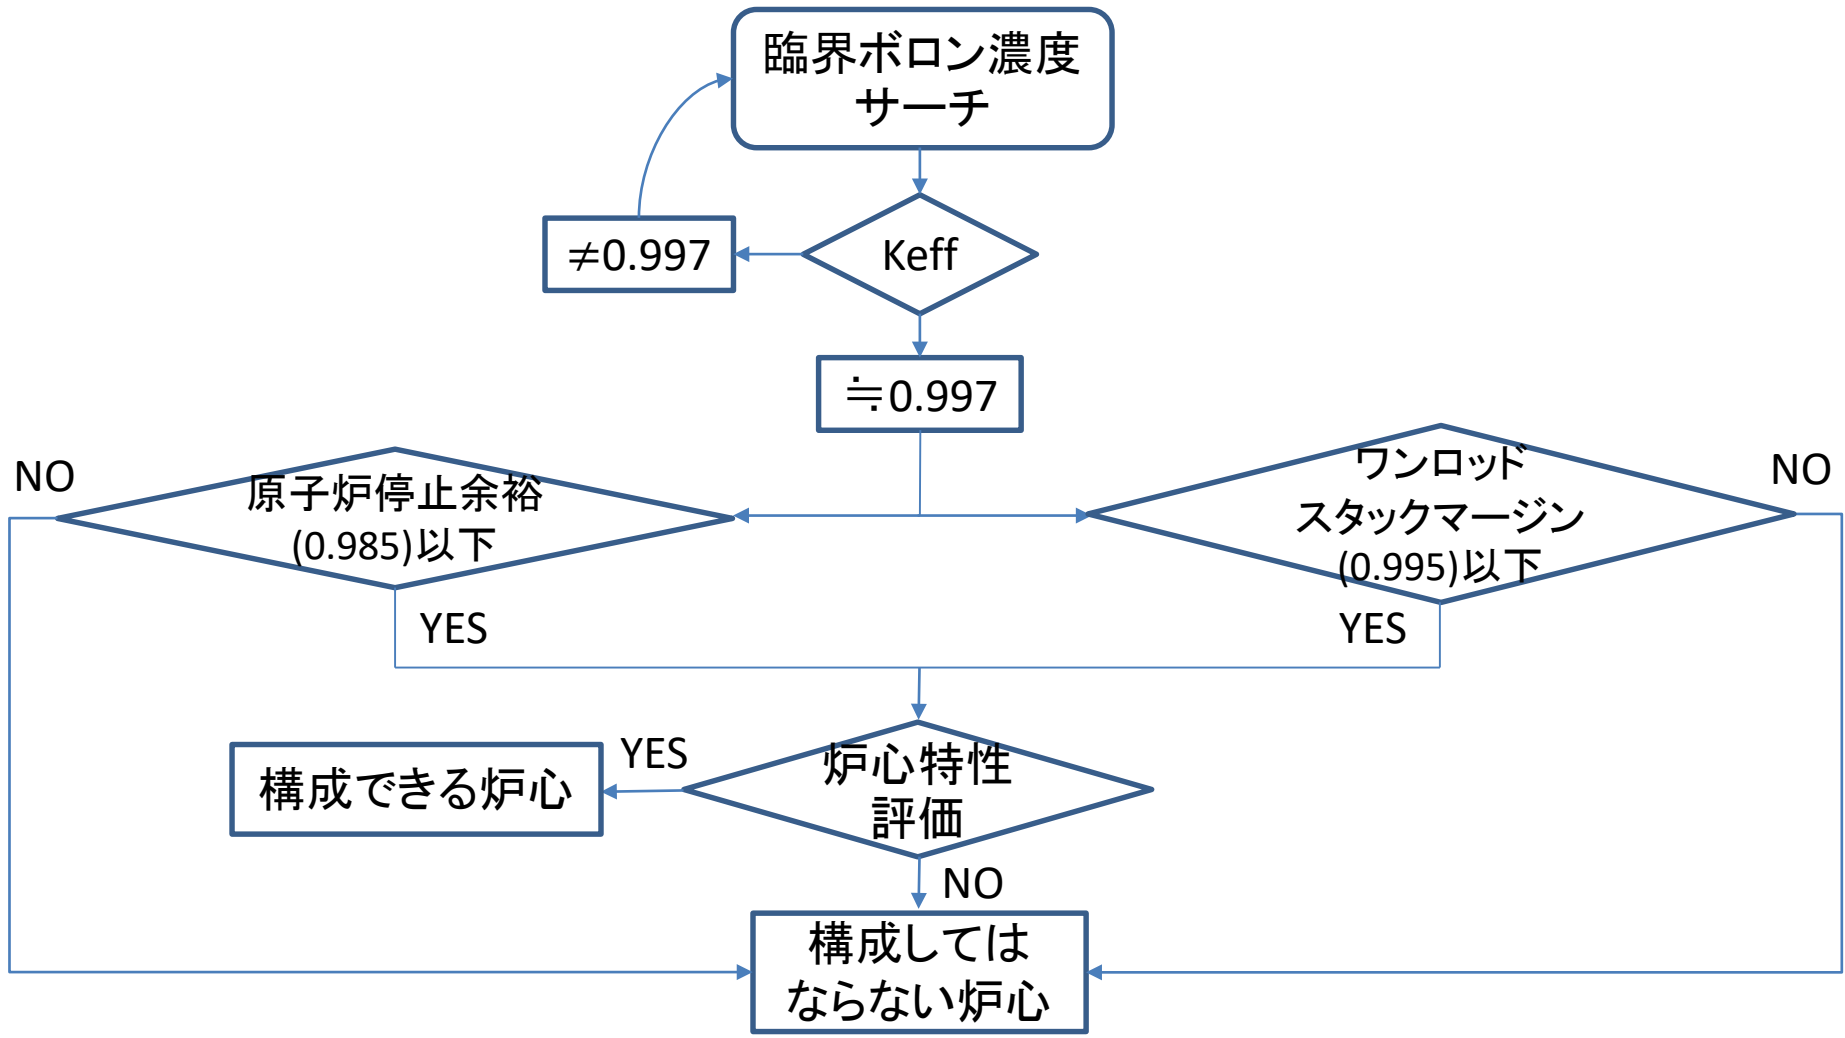 臨界ボロン濃度
サーチ
≠0.997
Keff
≒0.997
NO
原子炉停止余裕
(0.985)以下
ワンロッド
スタックマージン
(0.995)以下
NO
YES
YES
構成できる炉心
YES
炉心特性
評価
NO
構成しては
ならない炉心